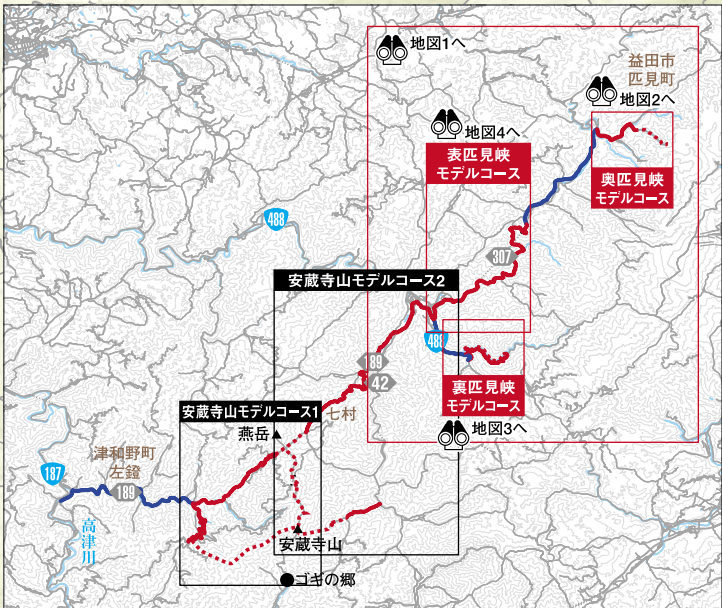 地図1へ
益田市
匹見町
地図2へ
地図4へ
表匹見峡
モデルコース
奥匹見峡
モデルコース
488
307
安蔵寺山モデルコース2
488
189
42
裏匹見峡
モデルコース
安蔵寺山モデルコース1
七村
燕岳
地図3へ
津和野町
左鐙
187
189
高津川
安蔵寺山
ゴギの郷